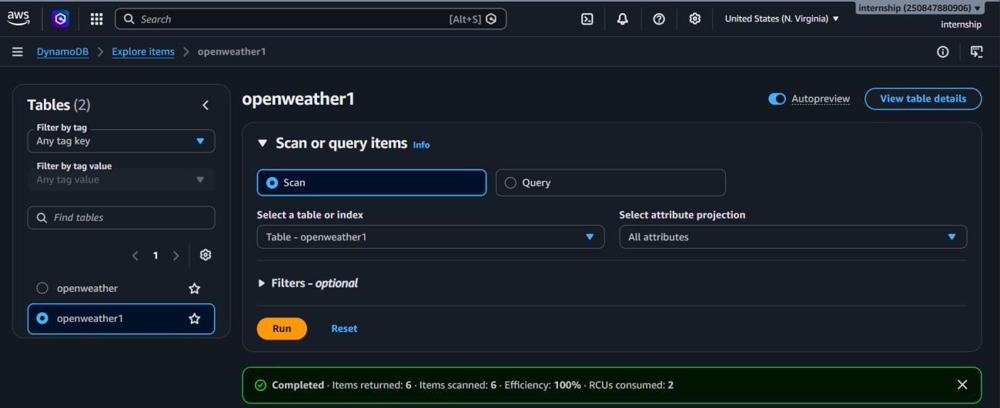 aws Search [Alt+S] United States (N. Virginia) internship (250847880906)
internship
DynamoDB Explore items openweather1
Tables (2)
Filter by tag
Any tag key
Filter by tag value
Any tag value
Find tables
1
openweather
openweather1
openweather1
Autopreview View table details
Scan or query items Info
Scan Query
Select a table or index Select attribute projection
Table - openweather1 All attributes
Filters - optional
Run Reset
Completed · Items returned: 6 · Items scanned: 6 · Efficiency: 100% · RCUs consumed: 2